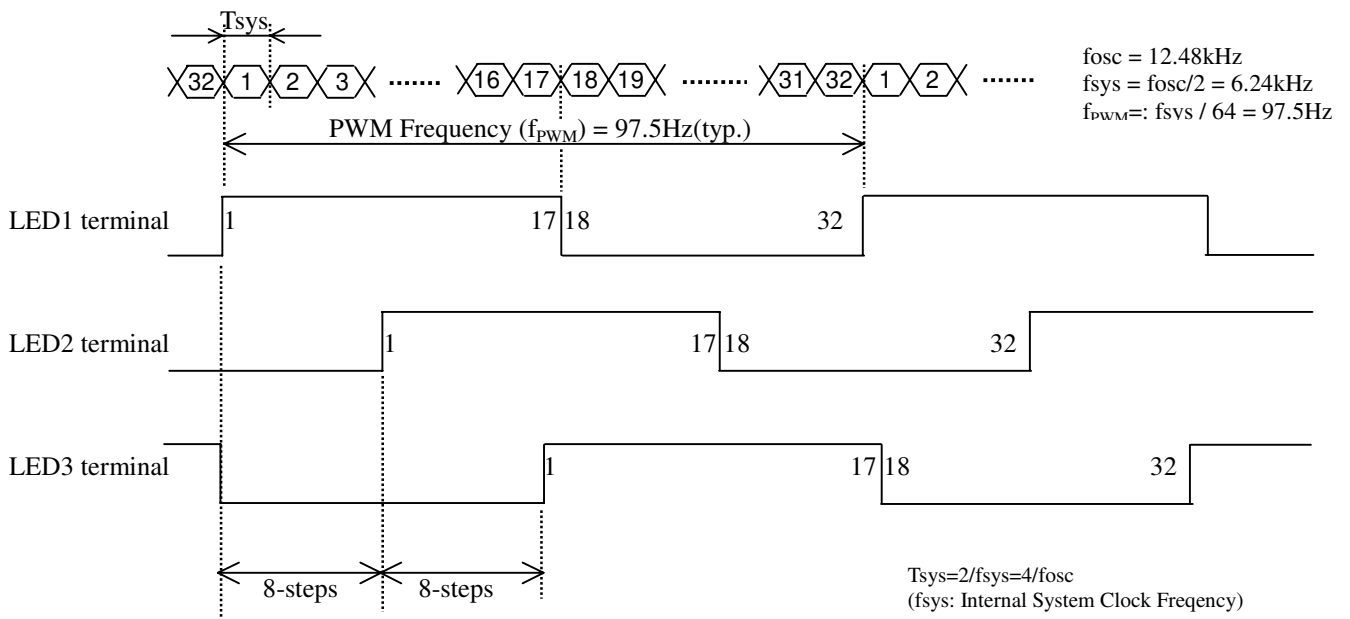 Tsys
32 1 2 3 ........ 16 17 18 19 ......... 31 32 1 2 .......
fosc = 12.48kHz
fsys = fosc/2 = 6.24kHz
fPWM=: fsys / 64 = 97.5Hz
PWM Frequency (fPWM) = 97.5Hz(typ.)
LED1 terminal 1 17 18 32
LED2 terminal 1 17 18 32
LED3 terminal 1 17 18 32
8-steps 8-steps
Tsys=2/fsys=4/fosc
(fsys: Internal System Clock Freqency)